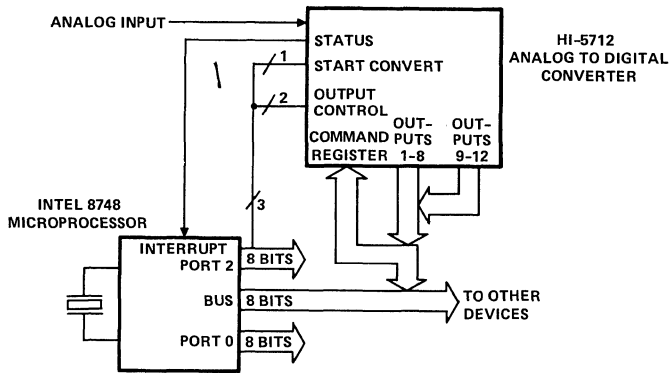 ANALOG INPUT
STATUS
START CONVERT
OUTPUT
CONTROL
COMMAND
REGISTER
OUT-
PUTS
1-8
OUT-
PUTS
9-12
HI-5712
ANALOG TO DIGITAL
CONVERTER
1
2
3
INTEL 8748
MICROPROCESSOR
INTERRUPT
PORT 2
8 BITS
BUS
8 BITS
TO OTHER
DEVICES
PORT 0
8 BITS